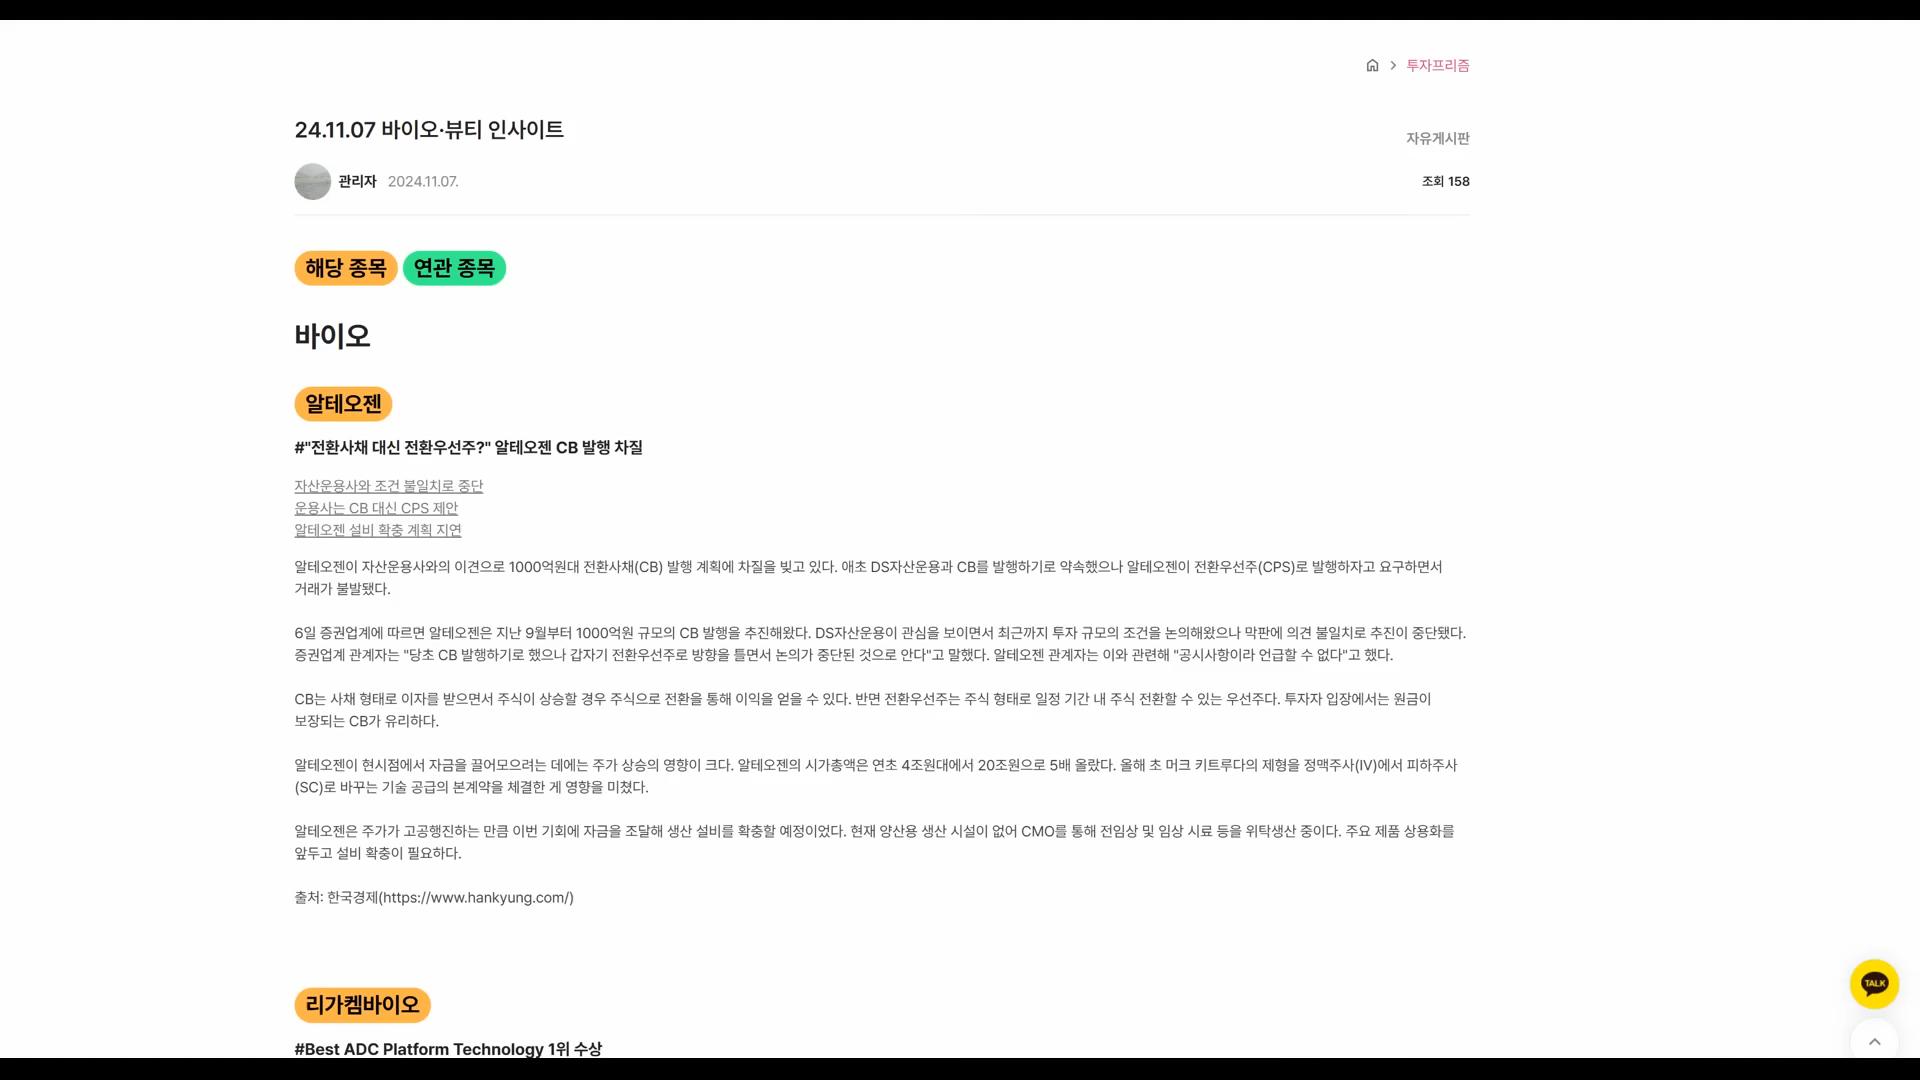 투자프리즘
24.11.07 바이오·뷰티 인사이트
자유게시판
관리자 2024.11.07.
조회 158
해당 종목 연관 종목
바이오
알테오젠
#"전환사채 대신 전환우선주?" 알테오젠 CB 발행 차질
자산운용사와 조건 불일치로 중단
운용사는 CB 대신 CPS 제안
알테오젠 설비 확충 계획 지연
알테오젠이 자산운용사와의 이견으로 1000억원대 전환사채(CB) 발행 계획에 차질을 빚고 있다. 애초 DS자산운용과 CB를 발행하기로 약속했으나 알테오젠이 전환우선주(CPS)로 발행하자고 요구하면서
거래가 불발됐다.
6일 증권업계에 따르면 알테오젠은 지난 9월부터 1000억원 규모의 CB 발행을 추진해왔다. DS자산운용이 관심을 보이면서 최근까지 투자 규모의 조건을 논의해왔으나 막판에 의견 불일치로 추진이 중단됐다.
증권업계 관계자는 "당초 CB 발행하기로 했으나 갑자기 전환우선주로 방향을 틀면서 논의가 중단된 것으로 안다"고 말했다. 알테오젠 관계자는 이와 관련해 "공시사항이라 언급할 수 없다"고 했다.
CB는 사채 형태로 이자를 받으면서 주식이 상승할 경우 주식으로 전환을 통해 이익을 얻을 수 있다. 반면 전환우선주는 주식 형태로 일정 기간 내 주식 전환할 수 있는 우선주다. 투자자 입장에서는 원금이
보장되는 CB가 유리하다.
알테오젠이 현시점에서 자금을 끌어모으려는 데에는 주가 상승의 영향이 크다. 알테오젠의 시가총액은 연초 4조원대에서 20조원으로 5배 올랐다. 올해 초 머크 키트루다의 제형을 정맥주사(IV)에서 피하주사
(SC)로 바꾸는 기술 공급의 본계약을 체결한 게 영향을 미쳤다.
알테오젠은 주가가 고공행진하는 만큼 이번 기회에 자금을 조달해 생산 설비를 확충할 예정이었다. 현재 양산용 생산 시설이 없어 CMO를 통해 전임상 및 임상 시료 등을 위탁생산 중이다. 주요 제품 상용화를
앞두고 설비 확충이 필요하다.
출처: 한국경제(https://www.hankyung.com/)
리가켐바이오
#Best ADC Platform Technology 1위 수상
TALK